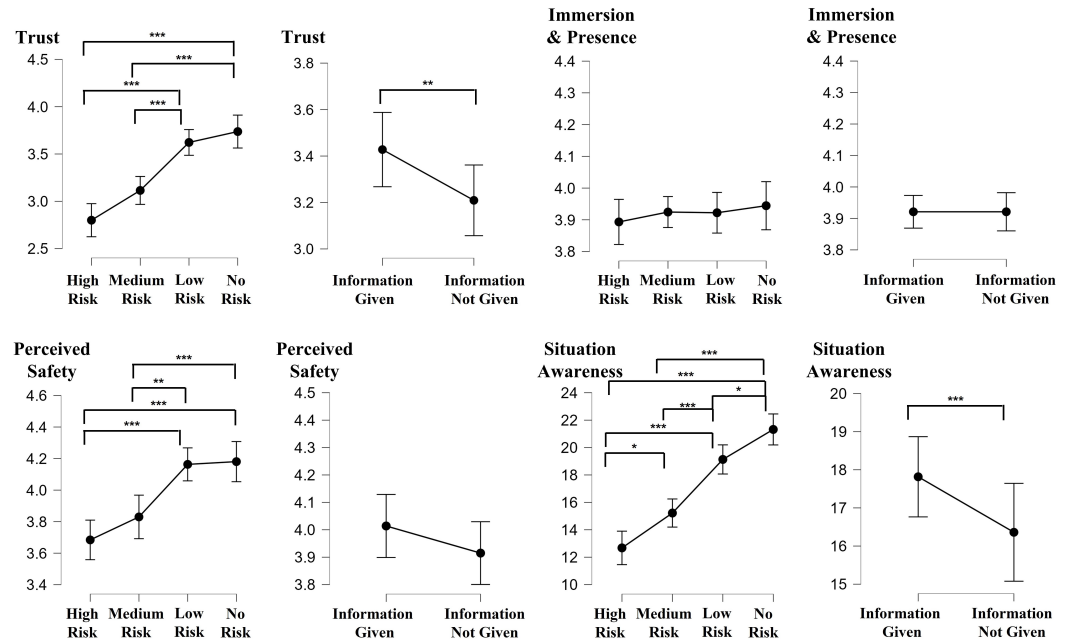 Trust
4.5
4.0
3.5
3.0
2.5
***
***
***
***
High Medium Low No
Risk Risk Risk Risk
Trust
3.8
3.6
3.4
3.2
3.0
**
Information Information
Given Not Given
Immersion
& Presence
4.4
4.3
4.2
4.1
4.0
3.9
3.8
High Medium Low No
Risk Risk Risk Risk
Immersion
& Presence
4.4
4.3
4.2
4.1
4.0
3.9
3.8
Information Information
Given Not Given
Perceived
Safety
4.6
4.4
4.2
4.0
3.8
3.6
3.4
***
**
***
***
High Medium Low No
Risk Risk Risk Risk
Perceived
Safety
4.5
4.4
4.3
4.2
4.1
4.0
3.9
3.8
Information Information
Given Not Given
Situation
Awareness
24
22
20
18
16
14
12
10
***
***
*
***
***
*
High Medium Low No
Risk Risk Risk Risk
Situation
Awareness
20
19
18
17
16
15
***
Information Information
Given Not Given